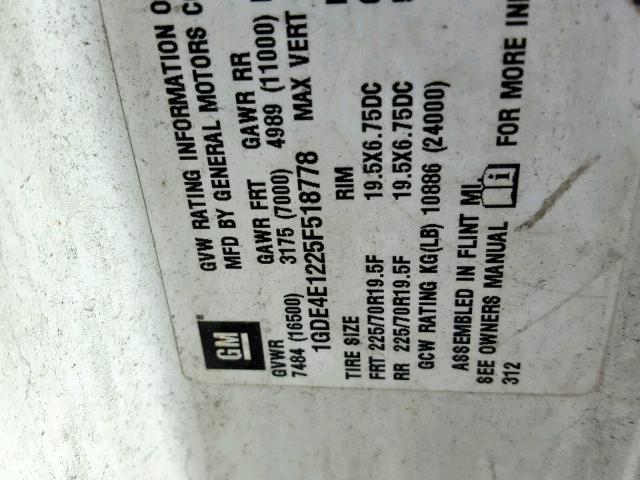 GVW RATING INFORMATION
MFD BY GENERAL MOTORS
GM
GVWR GAWR FRT GAWR RR
7484 (16500) 3175 (7000) 4989 (11000)
1GDE4E1225F518778 MAX VERT
TIRE SIZE RIM
FRT 225/70R19.5F 19.5X6.75DC
RR 225/70R19.5F 19.5X6.75DC
GCW RATING KG(LB) 10886 (24000)
ASSEMBLED IN FLINT MI,
SEE OWNERS MANUAL i FOR MORE
312